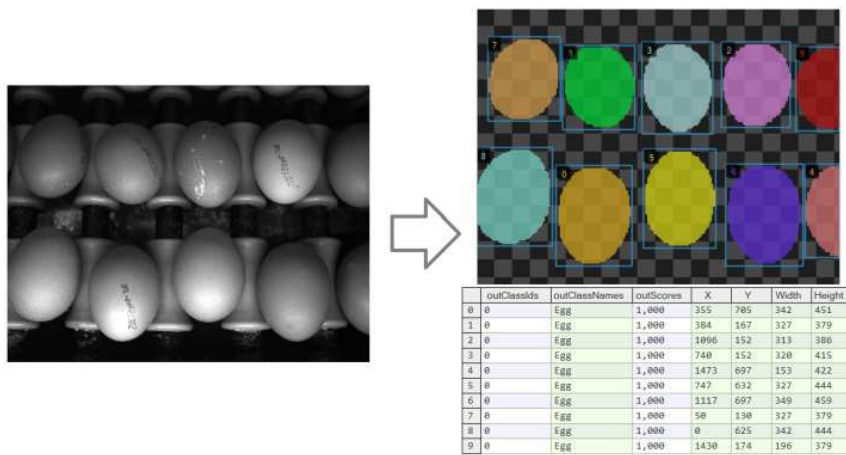 7
1
3
2
9
8
0
5
6
4
outClassIds outClassNames outScores X Y Width Height
0 0 Egg 1,000 355 705 342 451
1 0 Egg 1,000 384 167 327 379
2 0 Egg 1,000 1096 152 313 386
3 0 Egg 1,000 740 152 320 415
4 0 Egg 1,000 1473 697 153 422
5 0 Egg 1,000 747 632 327 444
6 0 Egg 1,000 1117 697 349 459
7 0 Egg 1,000 50 130 327 379
8 0 Egg 1,000 0 625 342 444
9 0 Egg 1,000 1430 174 196 379